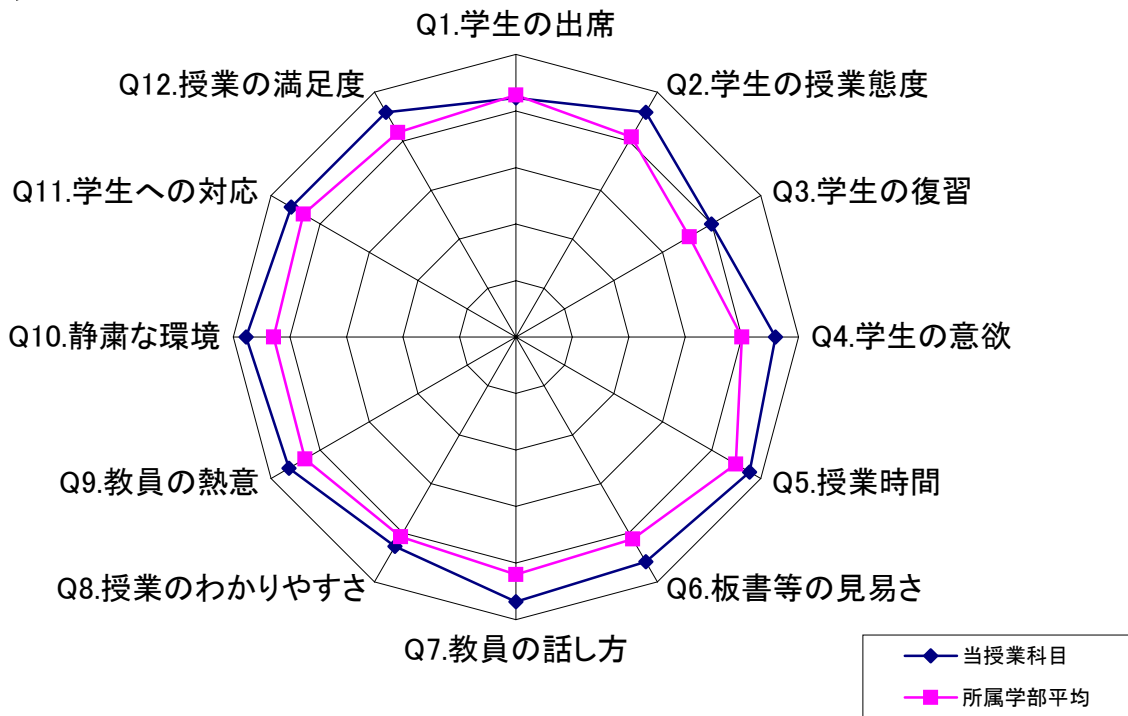 Q1.学生の出席
Q2.学生の授業態度
Q3.学生の復習
Q4.学生の意欲
Q5.授業時間
Q6.板書等の見易さ
Q7.教員の話し方
Q8.授業のわかりやすさ
Q9.教員の熱意
Q10.静粛な環境
Q11.学生への対応
Q12.授業の満足度
当授業科目
所属学部平均